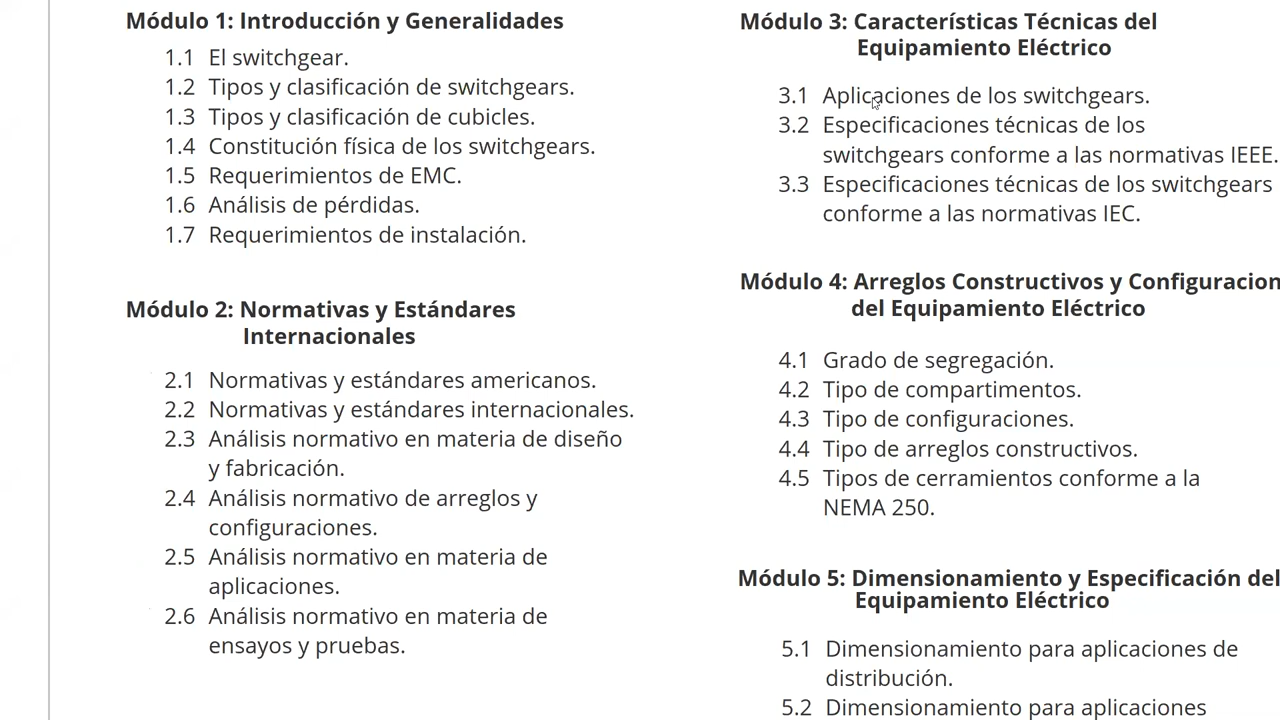 Módulo 1: Introducción y Generalidades
1.1 El switchgear.
1.2 Tipos y clasificación de switchgears.
1.3 Tipos y clasificación de cubicles.
1.4 Constitución física de los switchgears.
1.5 Requerimientos de EMC.
1.6 Análisis de pérdidas.
1.7 Requerimientos de instalación.
Módulo 2: Normativas y Estándares
Internacionales
2.1 Normativas y estándares americanos.
2.2 Normativas y estándares internacionales.
2.3 Análisis normativo en materia de diseño
y fabricación.
2.4 Análisis normativo de arreglos y
configuraciones.
2.5 Análisis normativo en materia de
aplicaciones.
2.6 Análisis normativo en materia de
ensayos y pruebas.
Módulo 3: Características Técnicas del
Equipamiento Eléctrico
3.1 Aplicaciones de los switchgears.
3.2 Especificaciones técnicas de los
switchgears conforme a las normativas IEEE.
3.3 Especificaciones técnicas de los switchgears
conforme a las normativas IEC.
Módulo 4: Arreglos Constructivos y Configuracion
del Equipamiento Eléctrico
4.1 Grado de segregación.
4.2 Tipo de compartimentos.
4.3 Tipo de configuraciones.
4.4 Tipo de arreglos constructivos.
4.5 Tipos de cerramientos conforme a la
NEMA 250.
Módulo 5: Dimensionamiento y Especificación del
Equipamiento Eléctrico
5.1 Dimensionamiento para aplicaciones de
distribución.
5.2 Dimensionamiento para aplicaciones